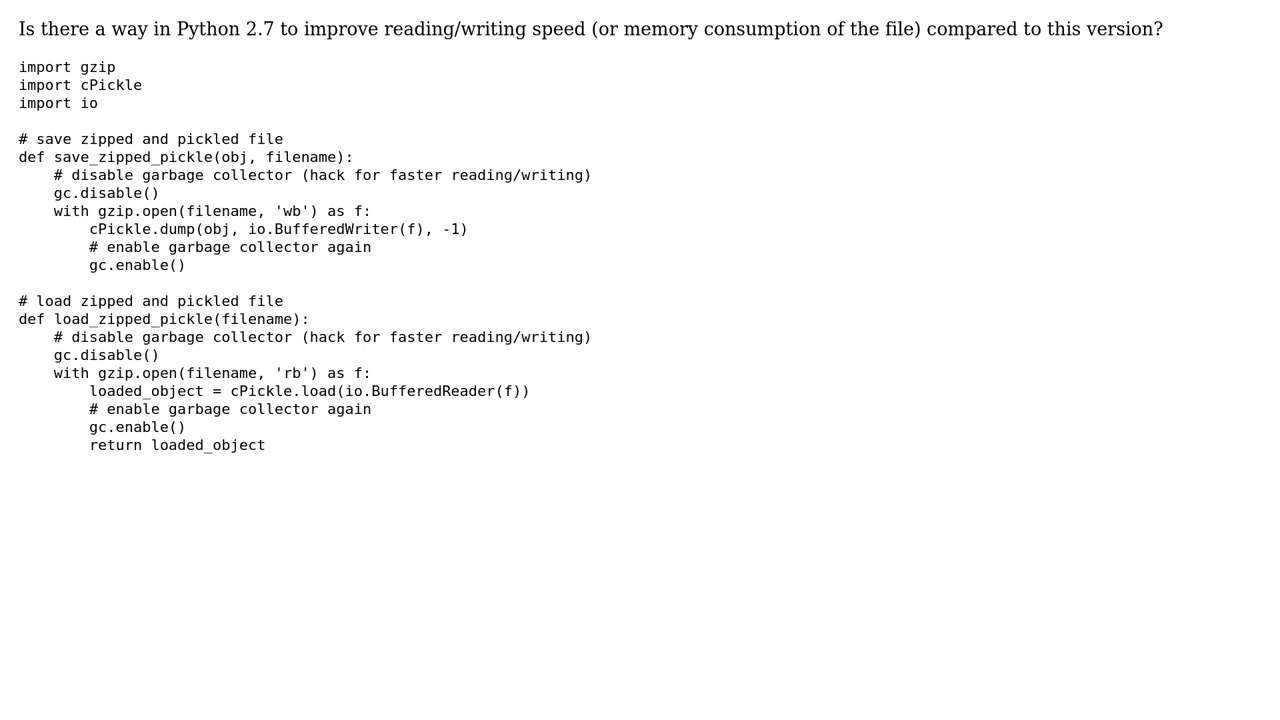 Is there a way in Python 2.7 to improve reading/writing speed (or memory consumption of the file) compared to this version?
import gzip
import cPickle
import io
# save zipped and pickled file
def save_zipped_pickle(obj, filename):
    # disable garbage collector (hack for faster reading/writing)
    gc.disable()
    with gzip.open(filename, 'wb') as f:
        cPickle.dump(obj, io.BufferedWriter(f), -1)
        # enable garbage collector again
        gc.enable()
# load zipped and pickled file
def load_zipped_pickle(filename):
    # disable garbage collector (hack for faster reading/writing)
    gc.disable()
    with gzip.open(filename, 'rb') as f:
        loaded_object = cPickle.load(io.BufferedReader(f))
        # enable garbage collector again
        gc.enable()
        return loaded_object